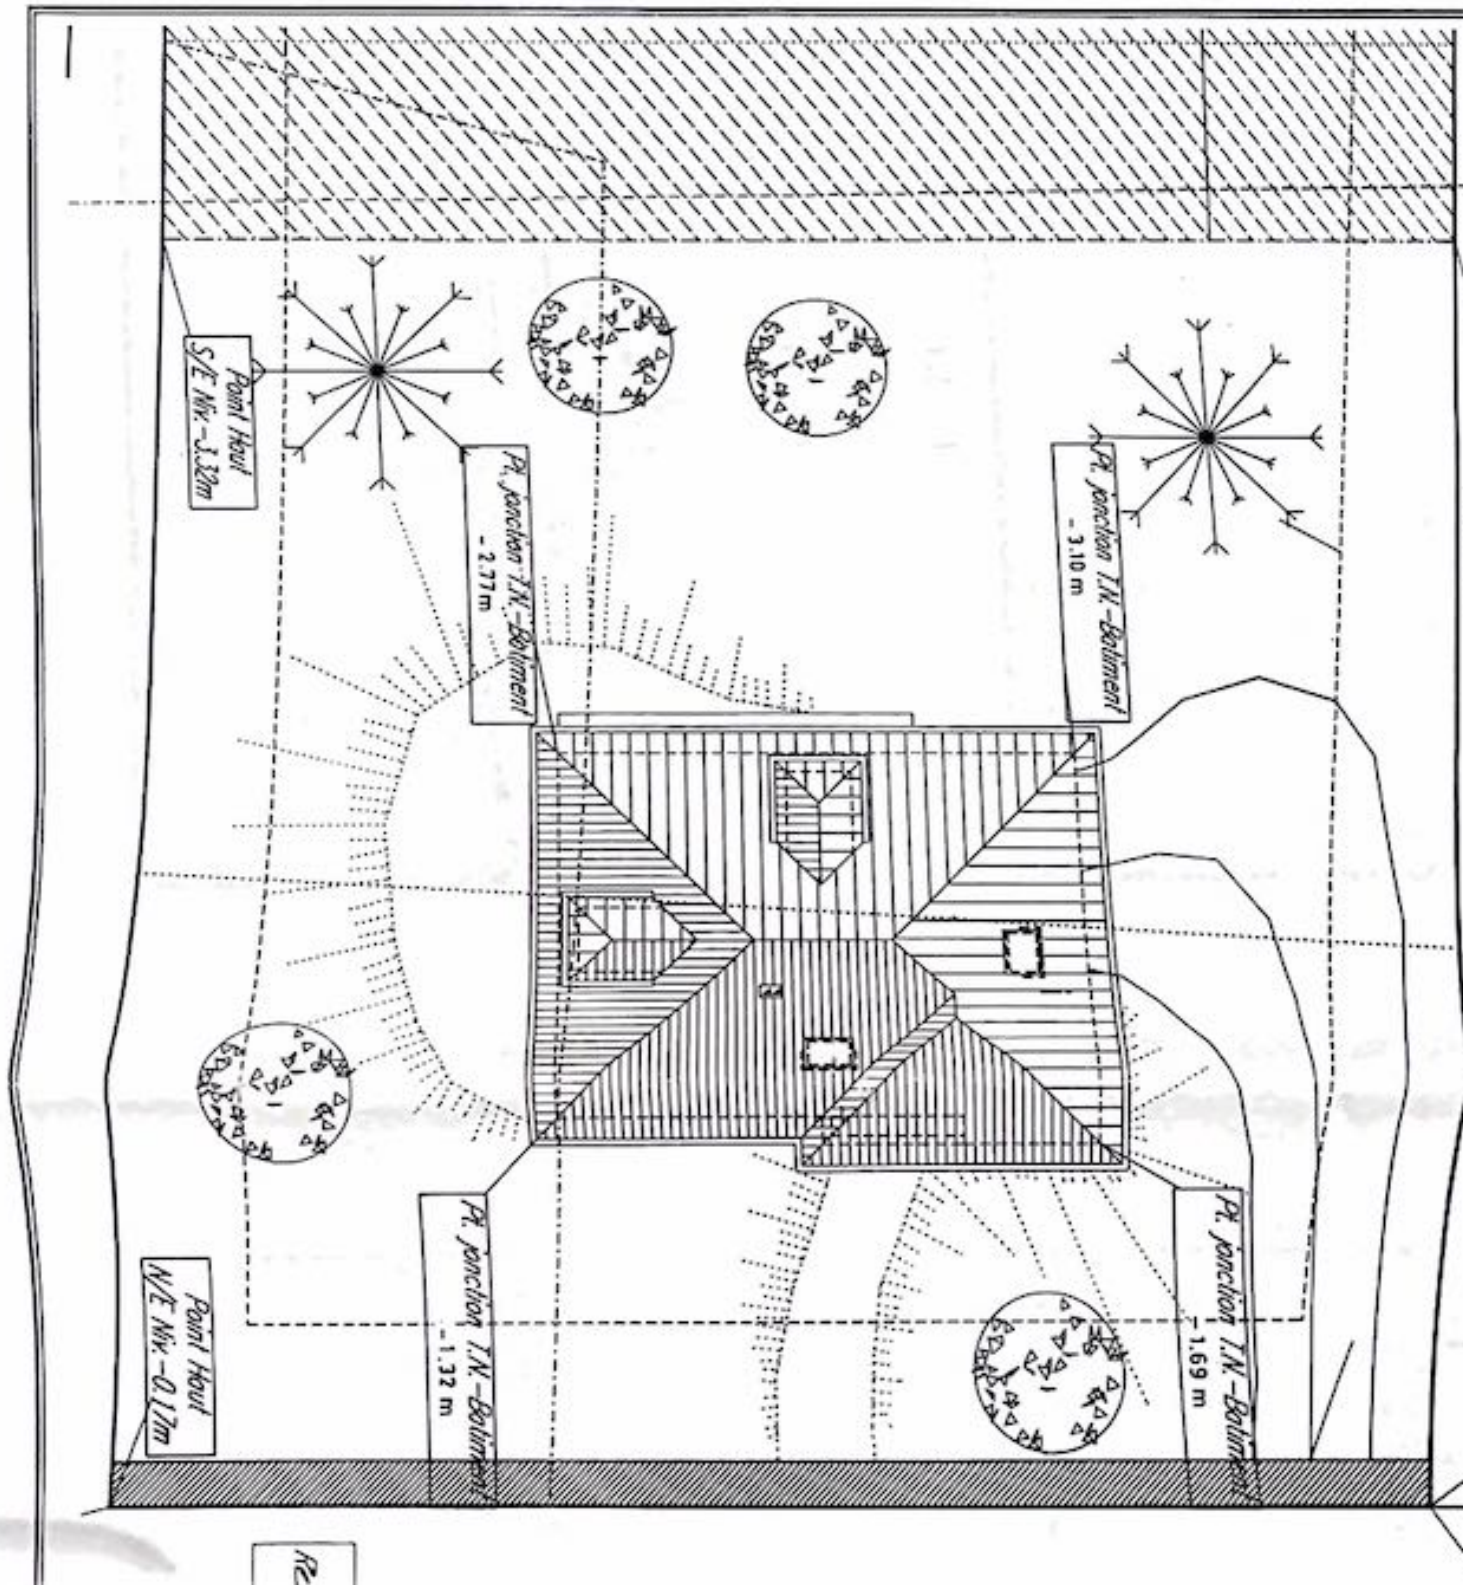 Point Haut
S/E Niv.-3.32m
Pt. jonction T.N.-Batiment
- 2.77 m
Pt. jonction T.N.-Batiment
- 3.10 m
Point Haut
N/E Niv.-0.17m
Pt. jonction T.N.-Batiment
-1.32 m
Pt. jonction T.N.-Batiment
-1.69 m
Re